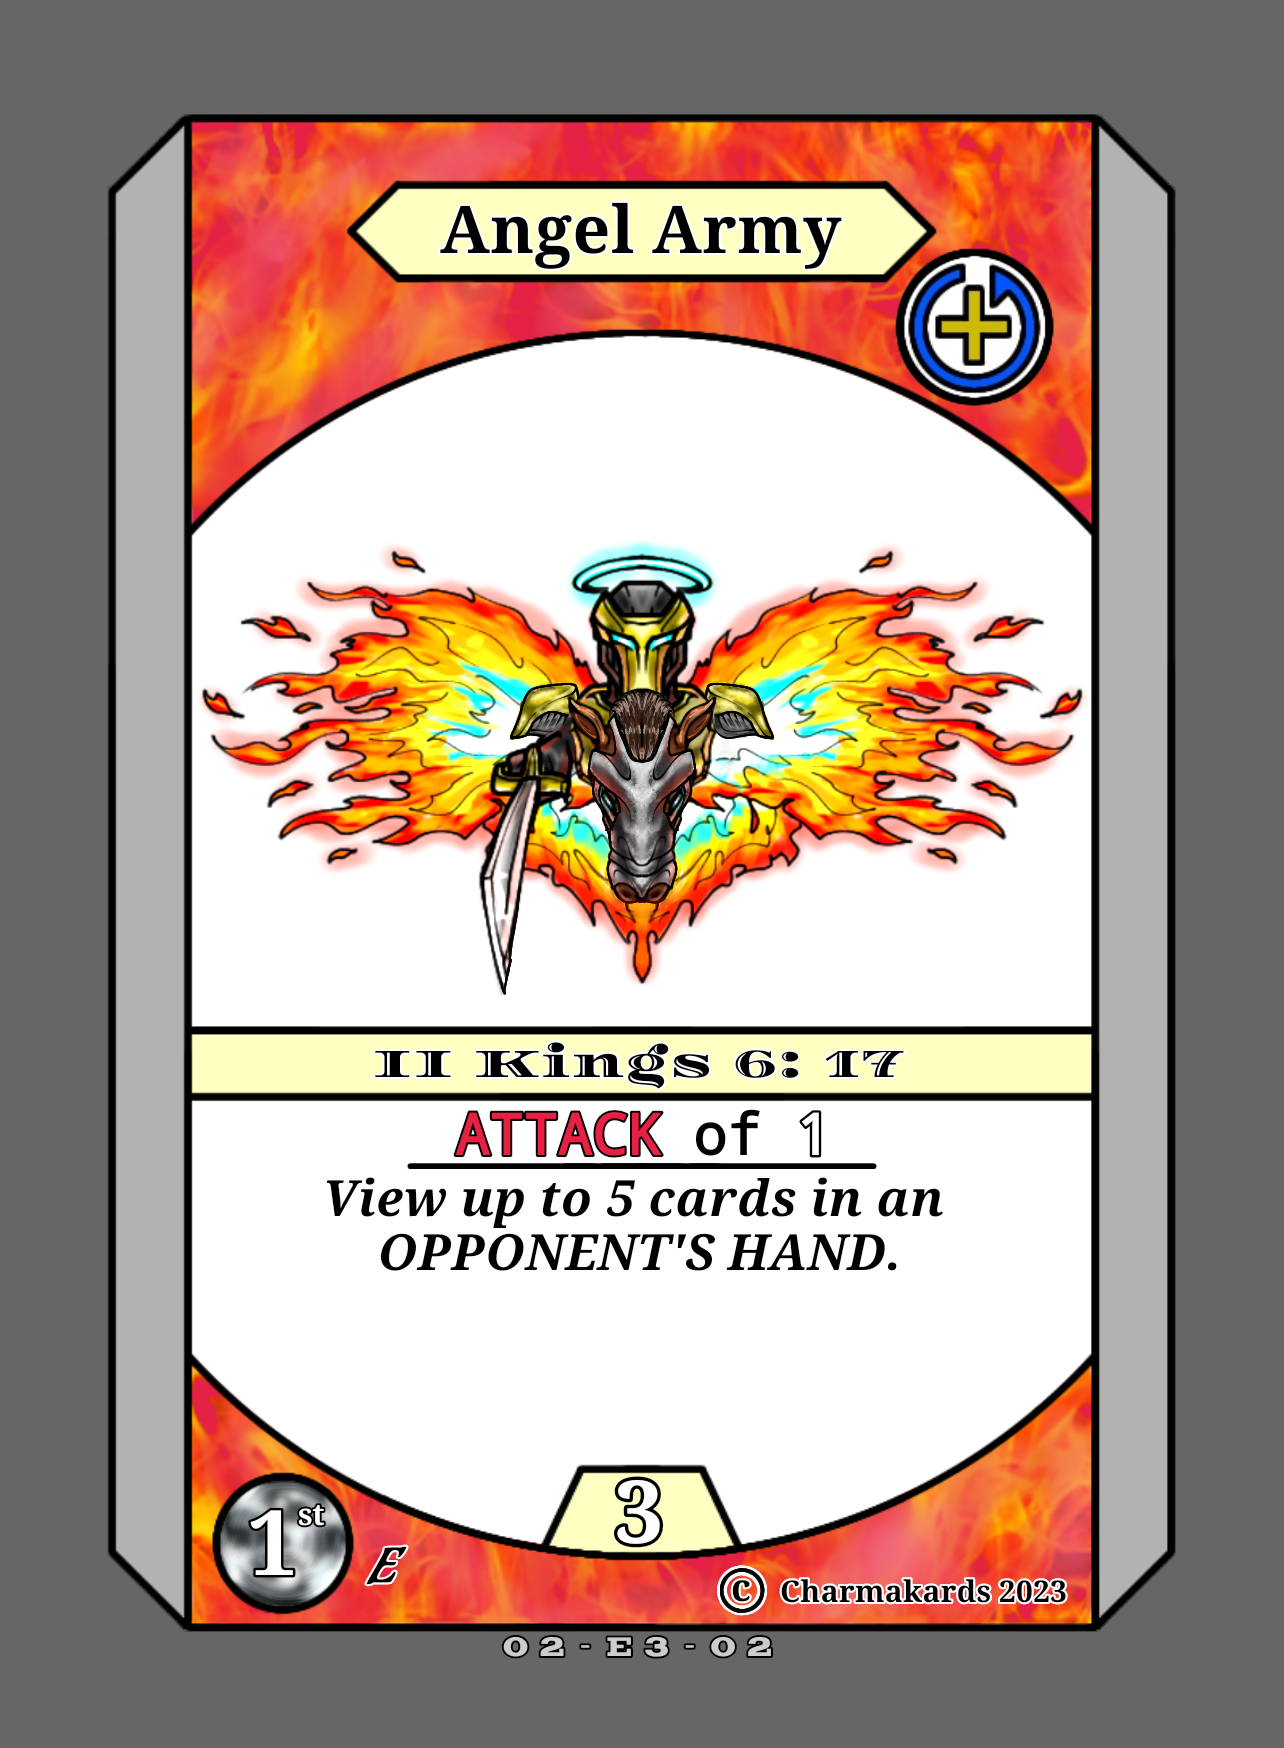 Angel Army
II Kings 6: 17
ATTACK of 1
View up to 5 cards in an
OPPONENT'S HAND.
3
1st
E
© Charmakards 2023
02-E3-02